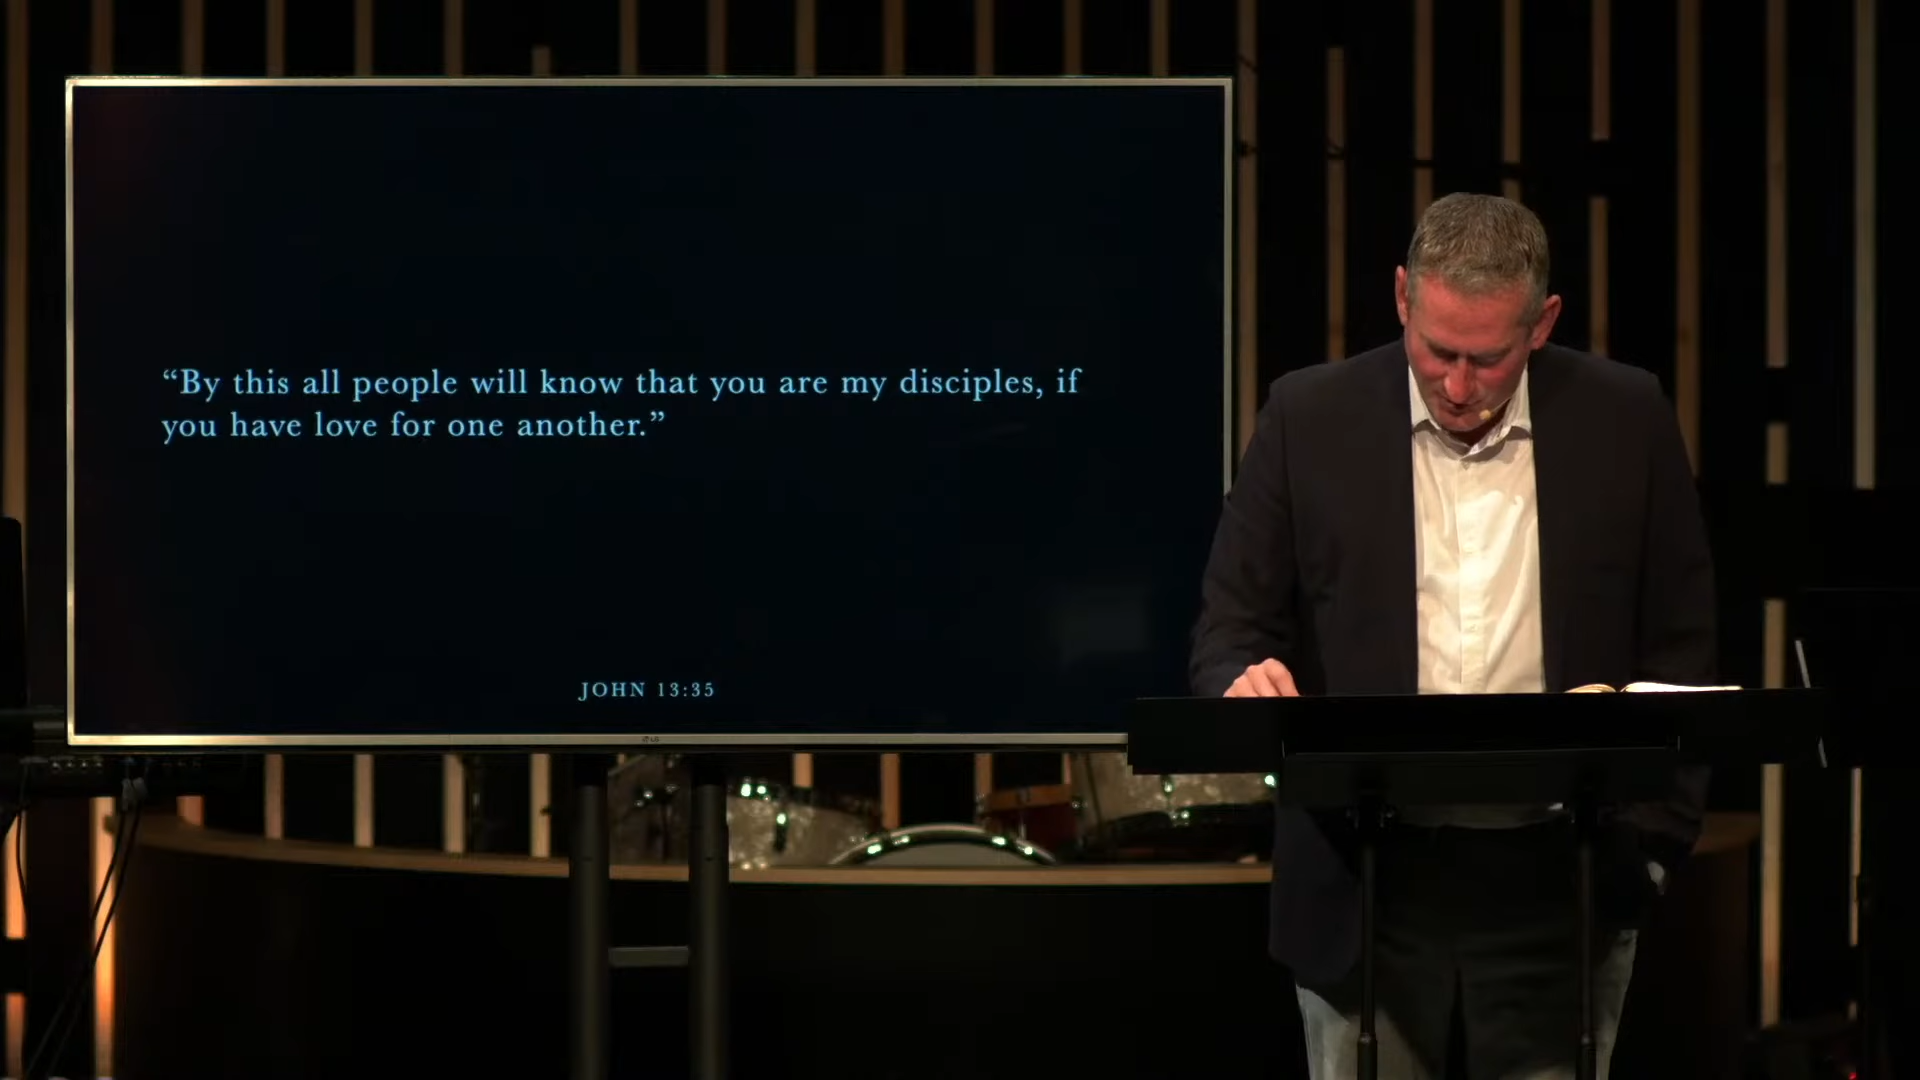 “By this all people will know that you are my disciples, if
you have love for one another.”
JOHN 13:35
LG